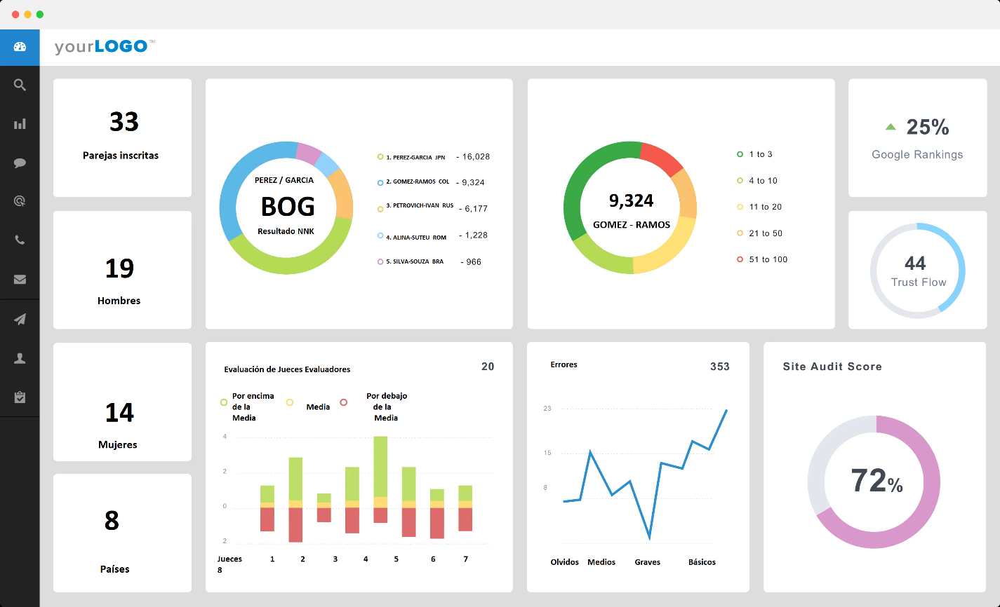 yourLOGO™
33
Parejas inscritas
19
Hombres
14
Mujeres
8
Países
PEREZ / GARCIA
BOG
Resultado NNK
1. PEREZ-GARCIA JPN - 16,028
2. GOMEZ-RAMOS COL - 9,324
3. PETROVICH-IVAN RUS - 6,177
4. ALINA-SUTEU ROM - 1,228
5. SILVA-SOUZA BRA - 966
9,324
GOMEZ - RAMOS
1 to 3
4 to 10
11 to 20
21 to 50
51 to 100
25%
Google Rankings
44
Trust Flow
Evaluación de Jueces Evaluadores 20
Por encima
de la
Media
Media
Por debajo
de la
Media
4
2
0
2
Jueces 1 2 3 4 5 6 7
8
Errores 353
23
15
8
Olvidos Medios Graves Básicos
Site Audit Score
72%